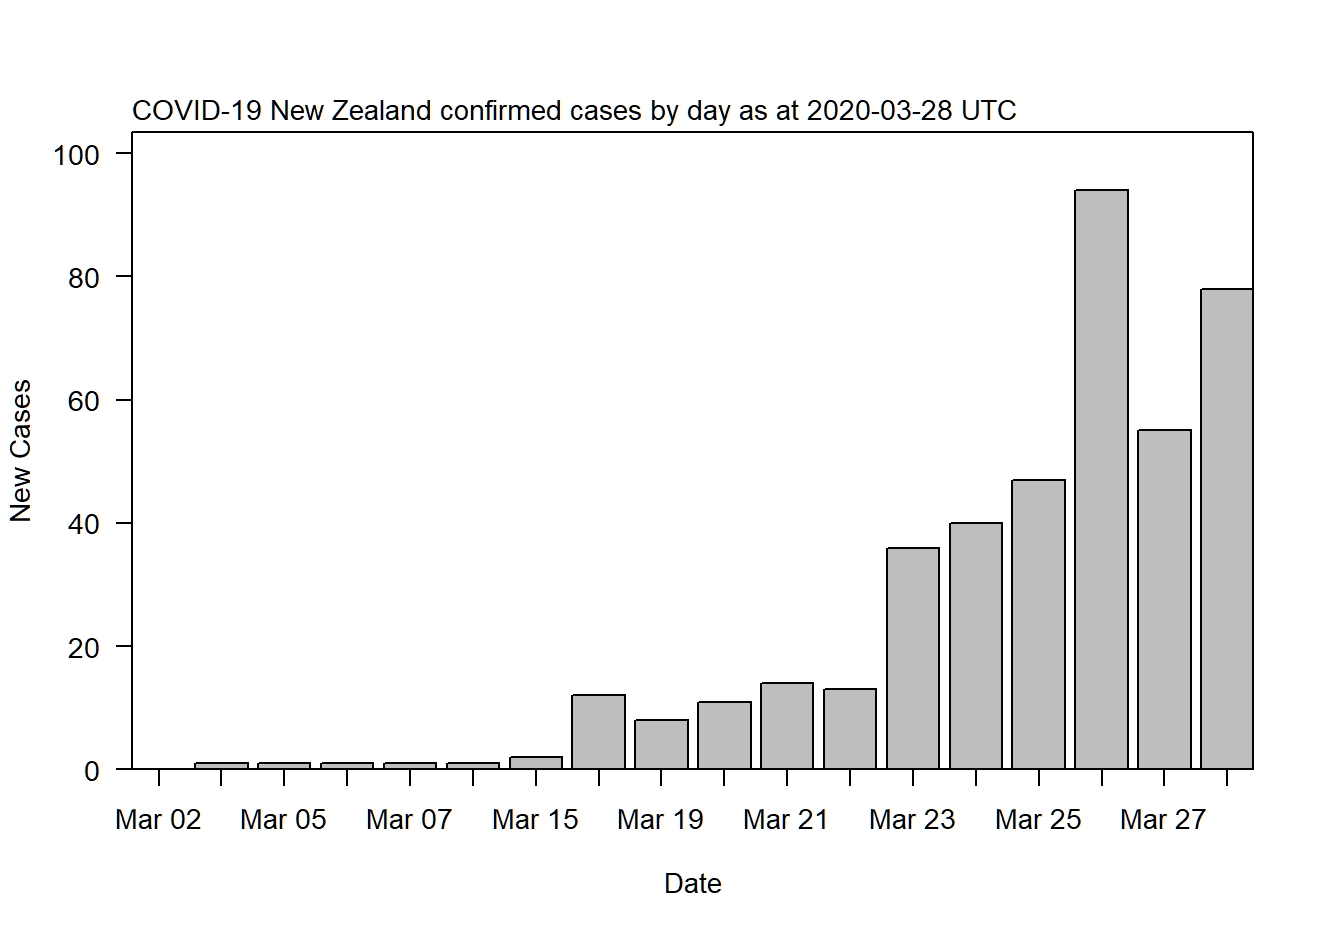 COVID-19 New Zealand confirmed cases by day as at 2020-03-28 UTC
100
80
60
40
20
0
New Cases
Mar 02 Mar 05 Mar 07 Mar 15 Mar 19 Mar 21 Mar 23 Mar 25 Mar 27
Date